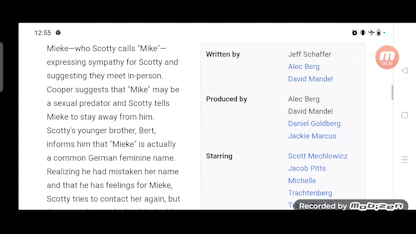 12:55
Mieke—who Scotty calls "Mike"—
expressing sympathy for Scotty and
suggesting they meet in-person.
Cooper suggests that "Mike" may be
a sexual predator and Scotty tells
Mieke to stay away from him.
Scotty's younger brother, Bert,
informs him that "Mieke" is actually
a common German feminine name.
Realizing he had mistaken her name
and that he has feelings for Mieke,
Scotty tries to contact her again, but
Written by
Jeff Schaffer
Alec Berg
David Mandel
Produced by
Alec Berg
David Mandel
Daniel Goldberg
Jackie Marcus
Starring
Scott Mechlowicz
Jacob Pitts
Michelle
Trachtenberg
Recorded by Mobizen